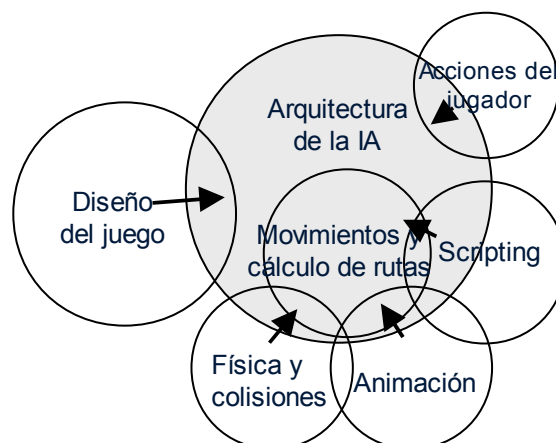 Acciones del
jugador
Arquitectura
de la IA
Diseño
del juego
Movimientos y
cálculo de rutas
Scripting
Física y
colisiones
Animación